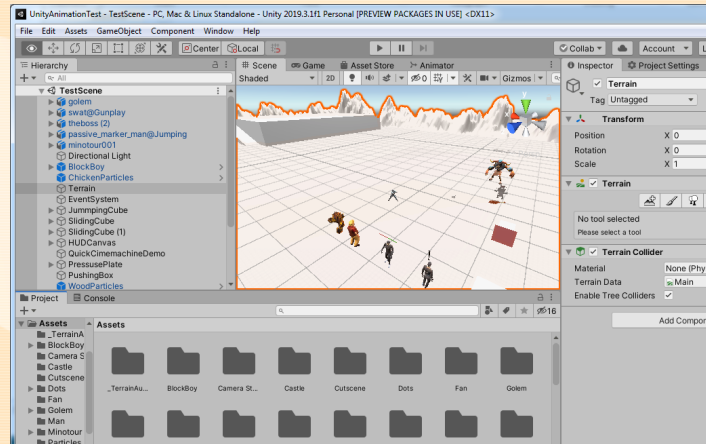 UnityAnimationTest - TestScene - PC, Mac & Linux Standalone - Unity 2019.3.1f1 Personal [PREVIEW PACKAGES IN USE] <DX11>
File Edit Assets GameObject Component Window Help
Center Local Collab Account L
Hierarchy
All
TestScene
golem
swat@Gunplay
theboss (2)
passive_marker_man@Jumping
minotour001
Directional Light
BlockBoy
ChickenParticles
Terrain
EventSystem
JummpingCube
SlidingCube
SlidingCube (1)
HUDCanvas
QuickCimemachineDemo
PressusePlate
PushingBox
WoodParticles
Scene Game Asset Store Animator
Shaded 2D 0 Gizmos
y
Inspector Project Settings
Terrain
Tag Untagged
Transform
Position X 0
Rotation X 0
Scale X 1
Terrain
No tool selected
Please select a tool
Terrain Collider
Material None (Phy
Terrain Data Main
Enable Tree Colliders
Add Compor
Project Console
16
Assets
_TerrainA
BlockBoy
Camera S
Castle
Cutscene
Dots
Fan
Golem
Man
Minotour
Particles
Assets
_TerrainAu... BlockBoy Camera St... Castle Cutscene Dots Fan Golem